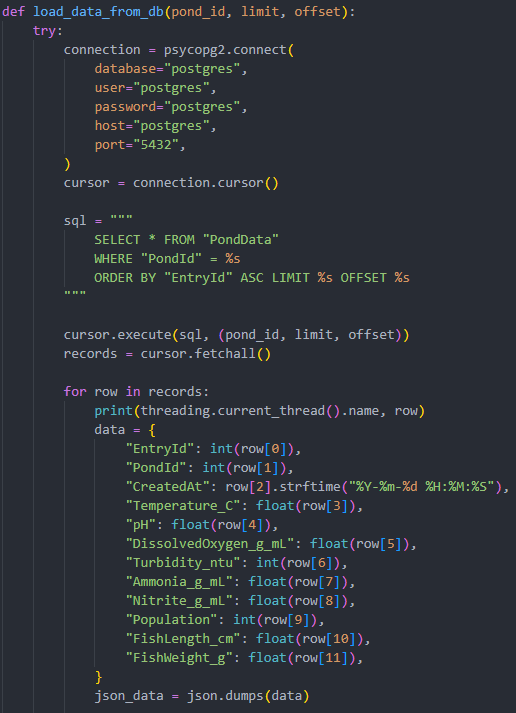 def load_data_from_db(pond_id, limit, offset):
    try:
        connection = psycopg2.connect(
            database="postgres",
            user="postgres",
            password="postgres",
            host="postgres",
            port="5432",
        )
        cursor = connection.cursor()

        sql = """
            SELECT * FROM "PondData"
            WHERE "PondId" = %s
            ORDER BY "EntryId" ASC LIMIT %s OFFSET %s
        """

        cursor.execute(sql, (pond_id, limit, offset))
        records = cursor.fetchall()

        for row in records:
            print(threading.current_thread().name, row)
            data = {
                "EntryId": int(row[0]),
                "PondId": int(row[1]),
                "CreatedAt": row[2].strftime("%Y-%m-%d %H:%M:%S"),
                "Temperature_C": float(row[3]),
                "pH": float(row[4]),
                "DissolvedOxygen_g_mL": float(row[5]),
                "Turbidity_ntu": int(row[6]),
                "Ammonia_g_mL": float(row[7]),
                "Nitrite_g_mL": float(row[8]),
                "Population": int(row[9]),
                "FishLength_cm": float(row[10]),
                "FishWeight_g": float(row[11]),
            }
            json_data = json.dumps(data)